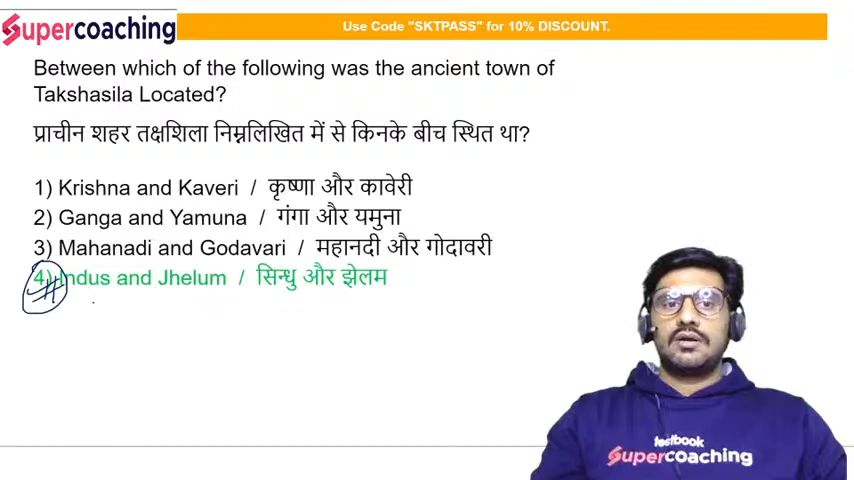 Supercoaching
Use Code "SKTPASS" for 10% DISCOUNT.
Between which of the following was the ancient town of
Takshasila Located?
प्राचीन शहर तक्षशिला निम्नलिखित में से किनके बीच स्थित था?
1) Krishna and Kaveri / कृष्णा और कावेरी
2) Ganga and Yamuna / गंगा और यमुना
3) Mahanadi and Godavari / महानदी और गोदावरी
4) Indus and Jhelum / सिन्धु और झेलम
testbook
Supercoaching